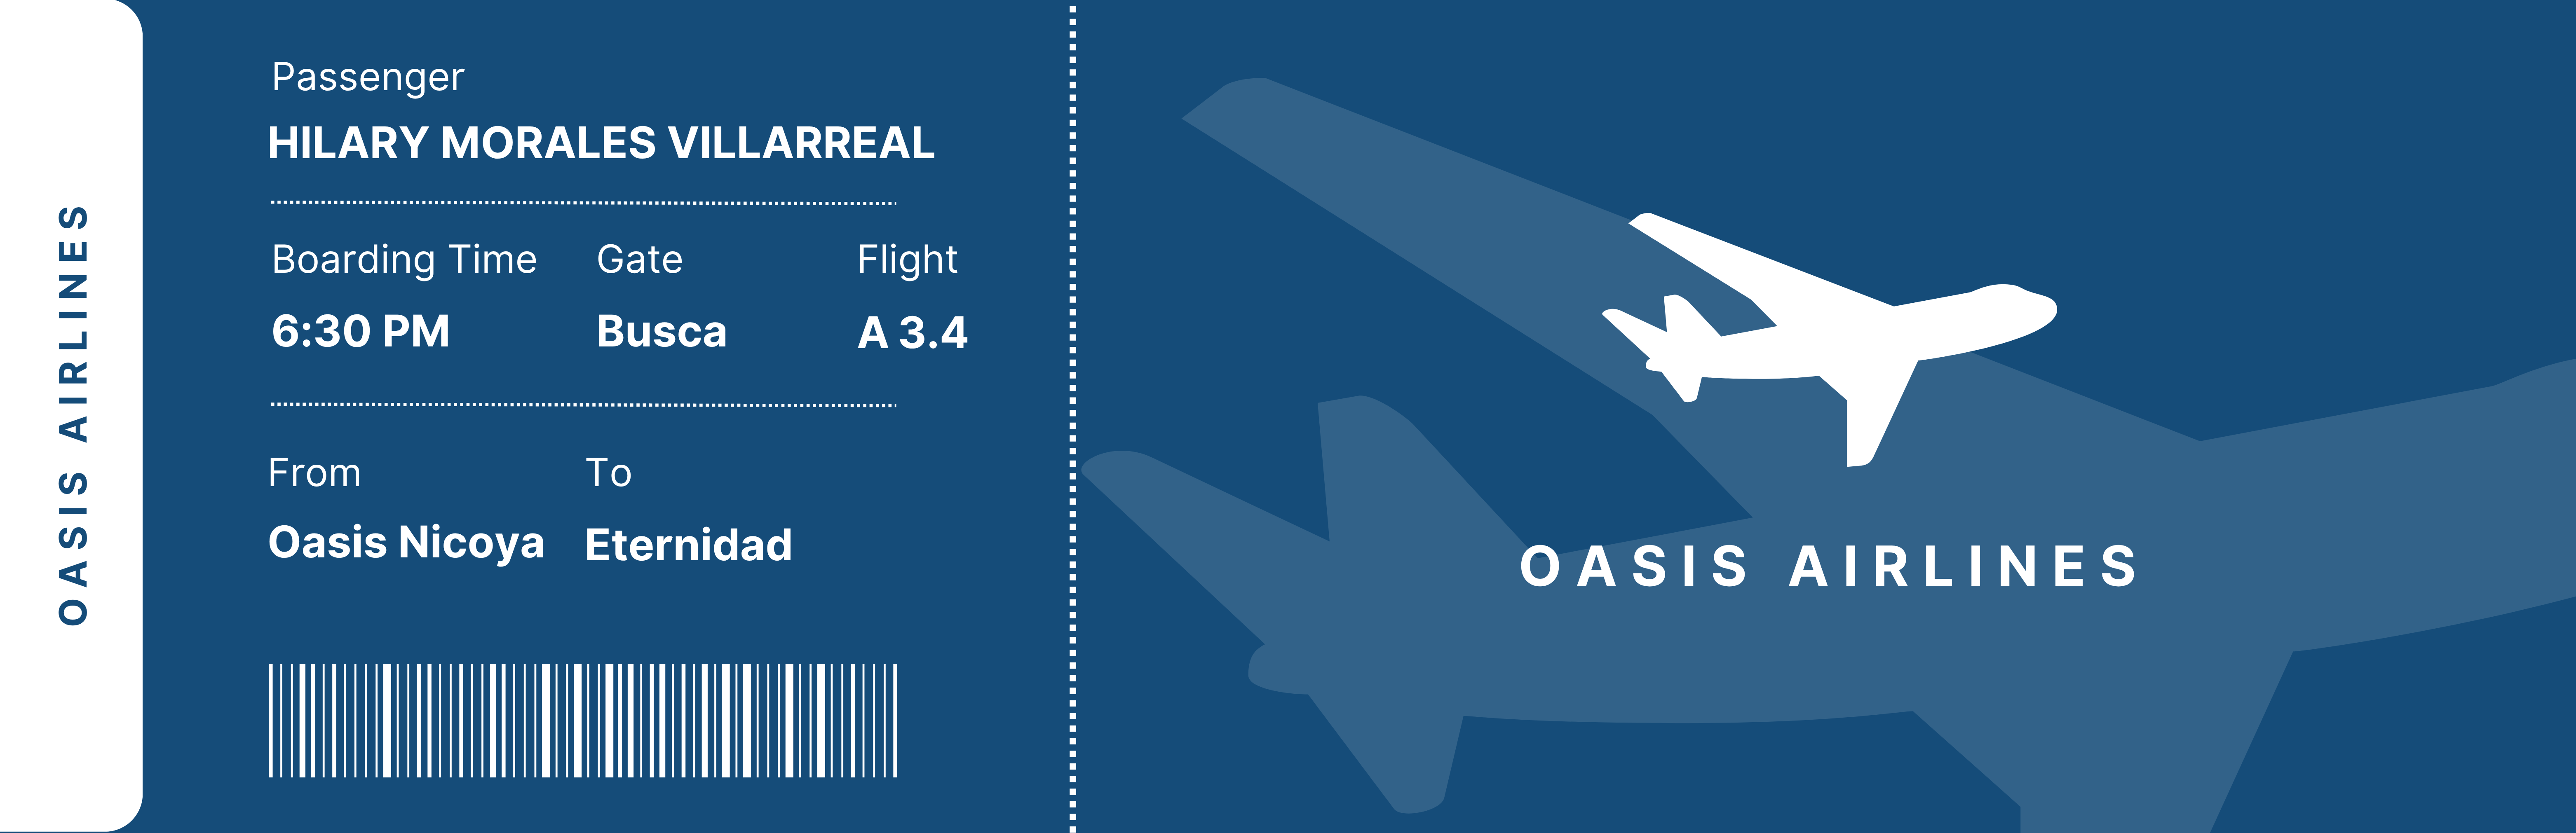 OASIS AIRLINES
Passenger
HILARY MORALES VILLARREAL
Boarding Time Gate Flight
6:30 PM Busca A 3.4
From To
Oasis Nicoya Eternidad
OASIS AIRLINES